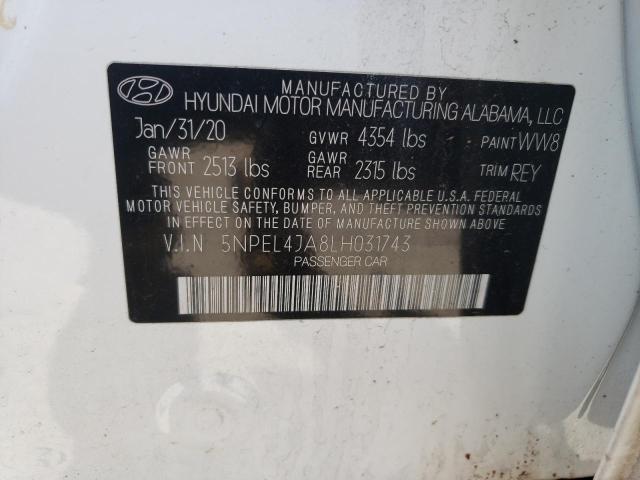 MANUFACTURED BY
HYUNDAI MOTOR MANUFACTURING ALABAMA, LLC
Jan/31/20 GVWR 4354 lbs PAINT WW8
GAWR FRONT 2513 lbs GAWR REAR 2315 lbs TRIM REY
THIS VEHICLE CONFORMS TO ALL APPLICABLE U.S.A. FEDERAL
MOTOR VEHICLE SAFETY, BUMPER, AND THEFT PREVENTION STANDARDS
IN EFFECT ON THE DATE OF MANUFACTURE SHOWN ABOVE
V.I.N 5NPEL4JA8LH031743
PASSENGER CAR